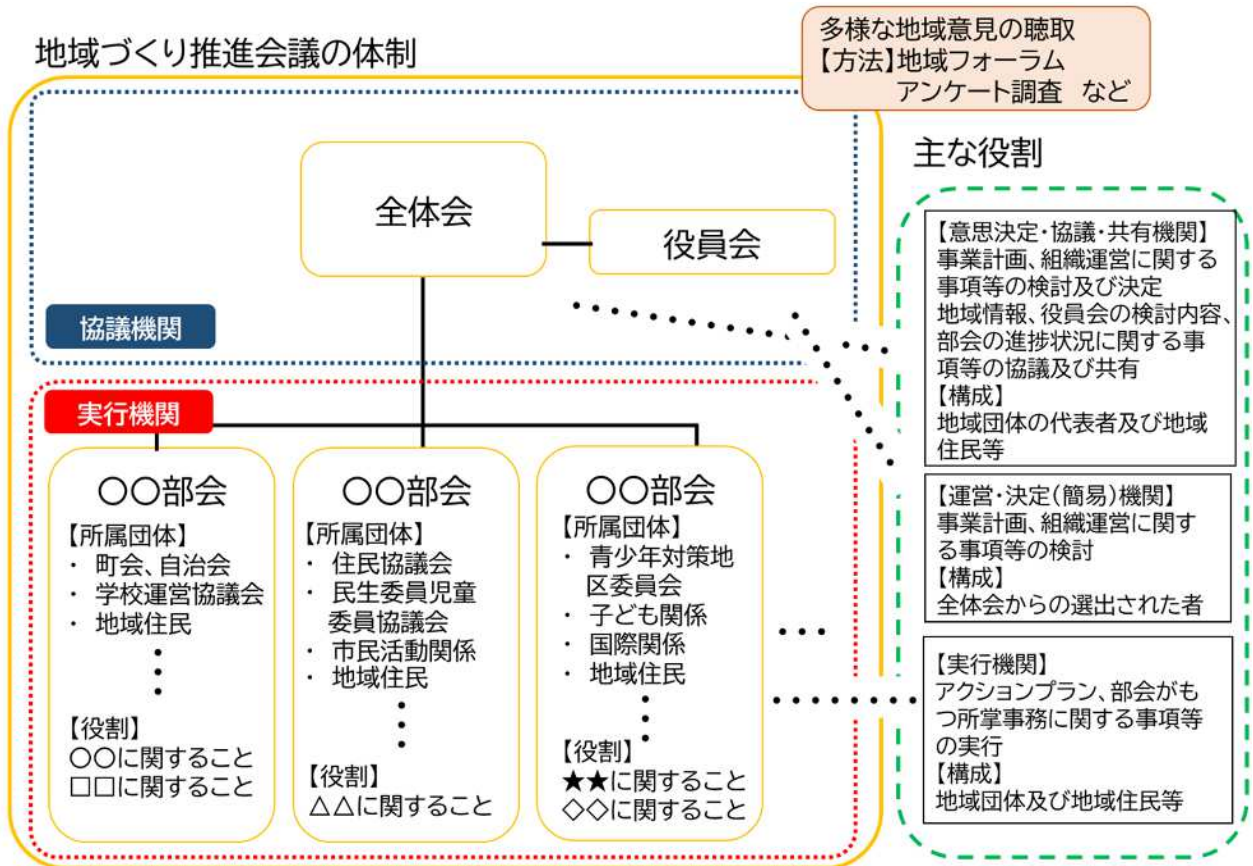 地域づくり推進会議の体制
多様な地域意見の聴取
【方法】地域フォーラム
アンケート調査　など
全体会
役員会
協議機関
実行機関
〇〇部会
【所属団体】
・ 町会、自治会
・ 学校運営協議会
・ 地域住民
【役割】
〇〇に関すること
□□に関すること
〇〇部会
【所属団体】
・ 住民協議会
・ 民生委員児童
委員協議会
・ 市民活動関係
・ 地域住民
【役割】
△△に関すること
〇〇部会
【所属団体】
・ 青少年対策地
区委員会
・ 子ども関係
・ 国際関係
・ 地域住民
【役割】
★★に関すること
◇◇に関すること
主な役割
【意思決定・協議・共有機関】
事業計画、組織運営に関する
事項等の検討及び決定
地域情報、役員会の検討内容、
部会の進捗状況に関する事
項等の協議及び共有
【構成】
地域団体の代表者及び地域
住民等
【運営・決定(簡易)機関】
事業計画、組織運営に関す
る事項等の検討
【構成】
全体会からの選出された者
【実行機関】
アクションプラン、部会がも
つ所掌事務に関する事項等
の実行
【構成】
地域団体及び地域住民等